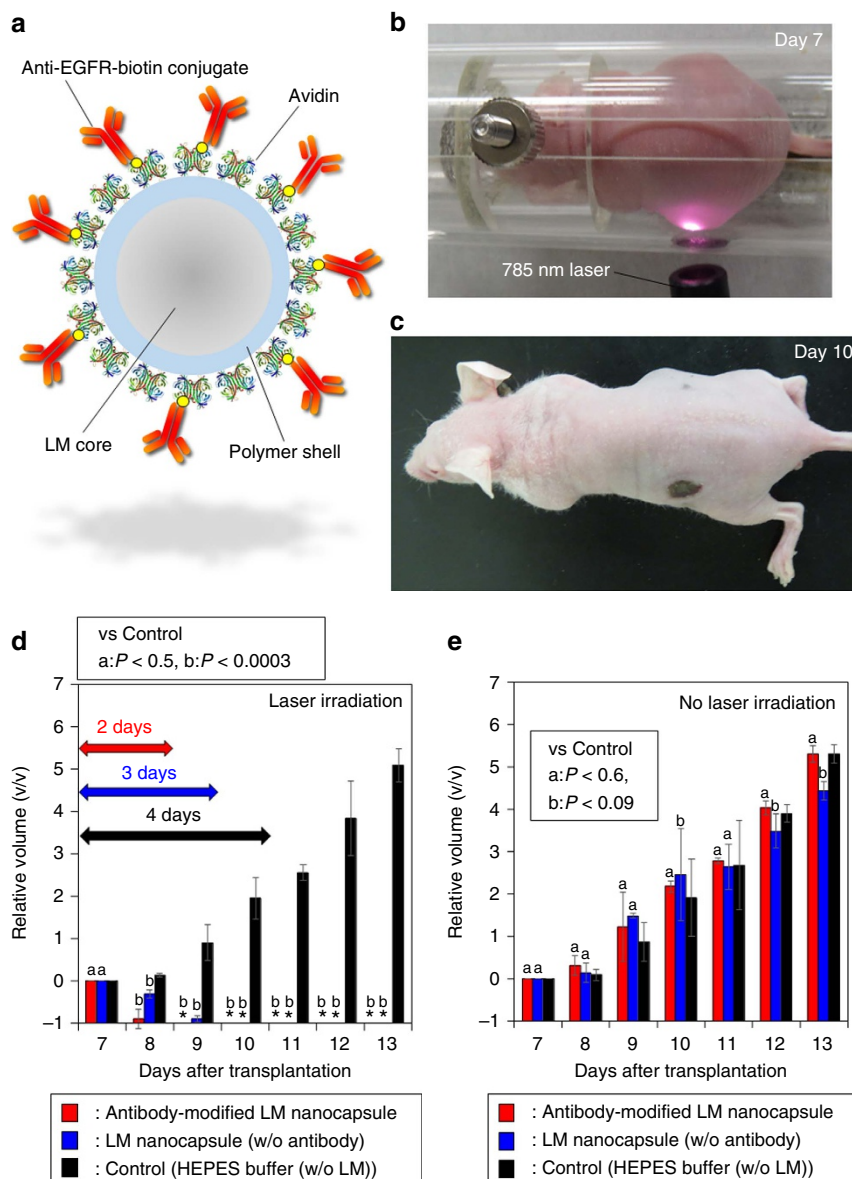 a
Anti-EGFR-biotin conjugate
Avidin
LM core
Polymer shell
b
Day 7
785 nm laser
c
Day 10
d
vs Control
a:P < 0.5, b:P < 0.0003
Laser irradiation
2 days
3 days
4 days
Relative volume (v/v)
7
6
5
4
3
2
1
0
–1
a a
b b
b b
* *
b b
* *
b b
* *
b b
* *
b b
7 8 9 10 11 12 13
Days after transplantation
: Antibody-modified LM nanocapsule
: LM nanocapsule (w/o antibody)
: Control (HEPES buffer (w/o LM))
e
No laser irradiation
vs Control
a:P < 0.6,
b:P < 0.09
Relative volume (v/v)
7
6
5
4
3
2
1
0
–1
a a
a a
a a
a b
a a
a b
a b
7 8 9 10 11 12 13
Days after transplantation
: Antibody-modified LM nanocapsule
: LM nanocapsule (w/o antibody)
: Control (HEPES buffer (w/o LM))